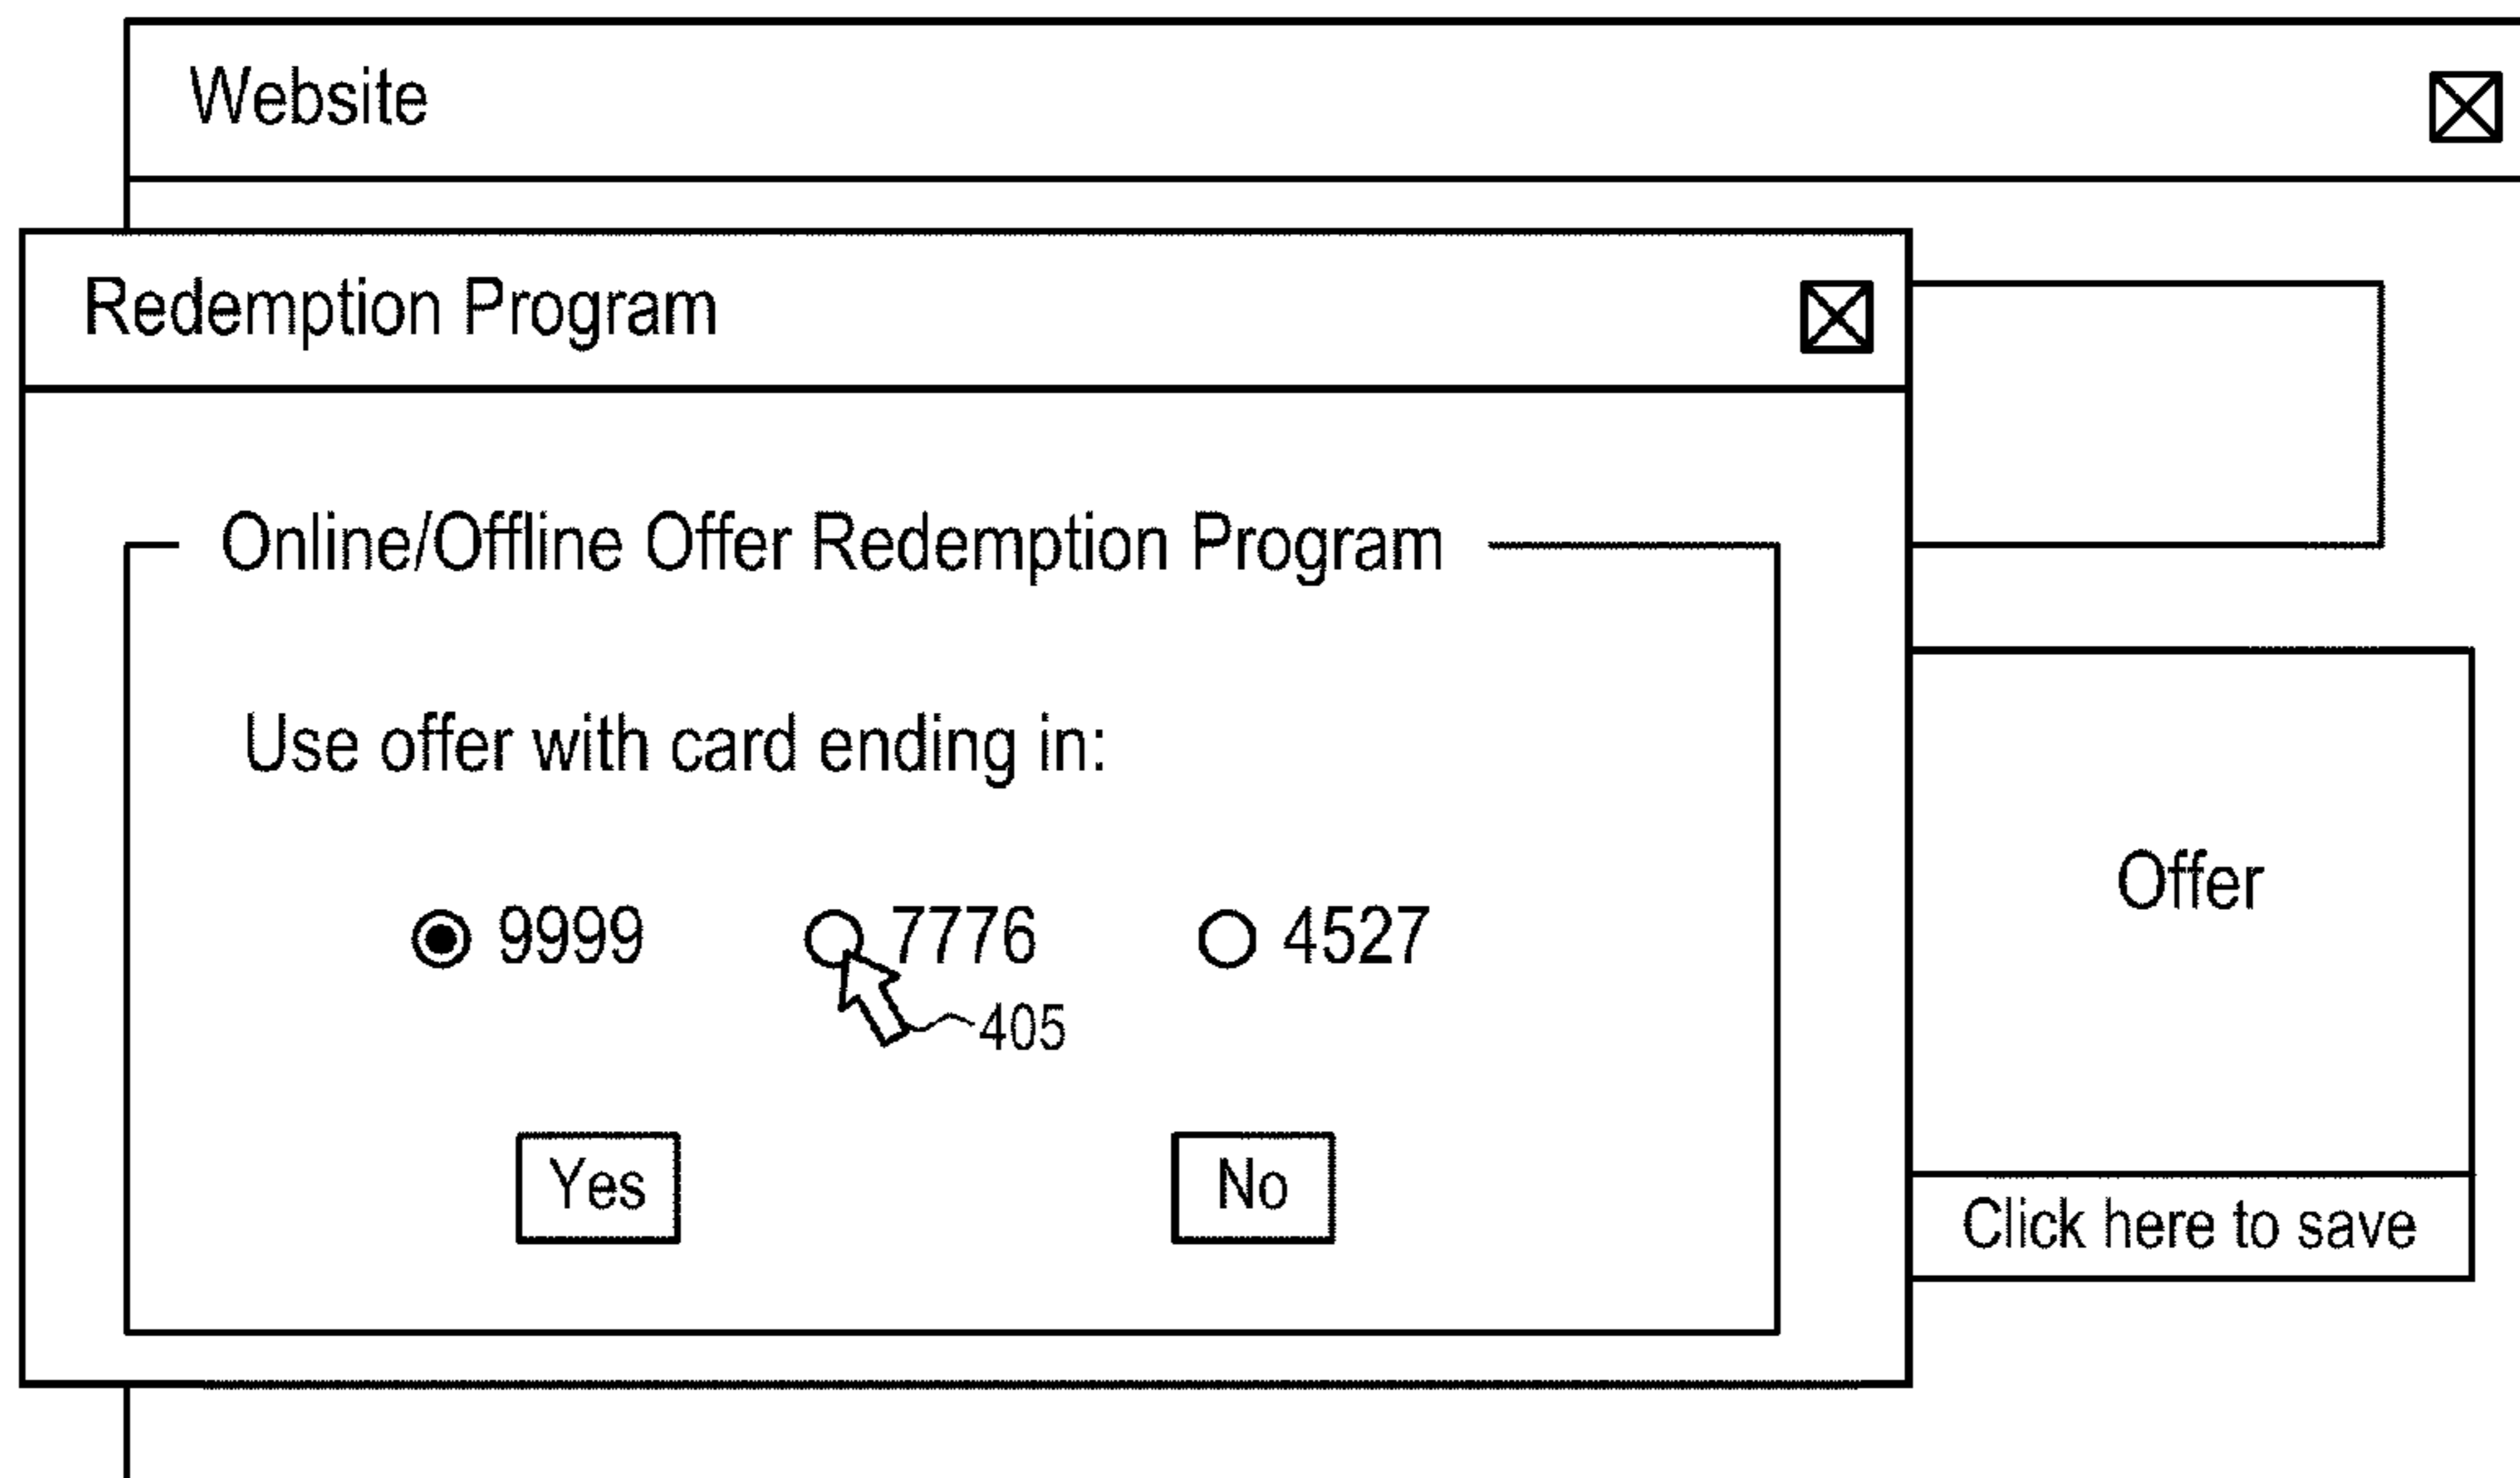 Website
Redemption Program
Online/Offline Offer Redemption Program
Use offer with card ending in:
9999 7776 4527
405
Yes No
Offer
Click here to save